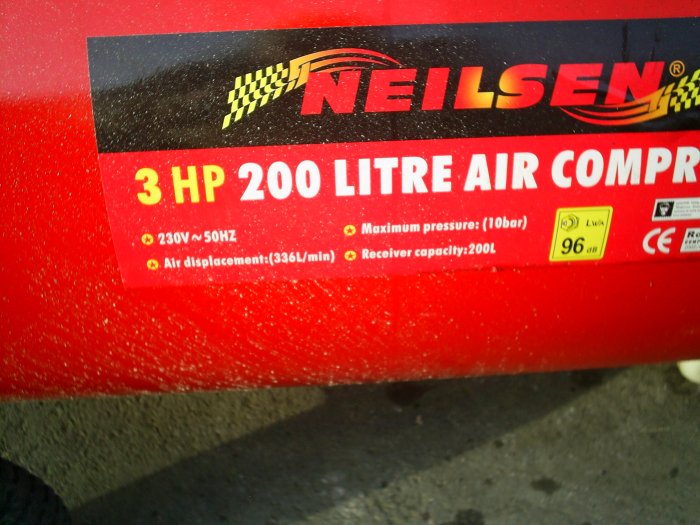 NEILSEN®
3 HP 200 LITRE AIR COMPR
230V~50HZ
Maximum pressure: (10bar)
Air displacement:(336L/min)
Receiver capacity:200L
LWA
96 dB
CE
Ro